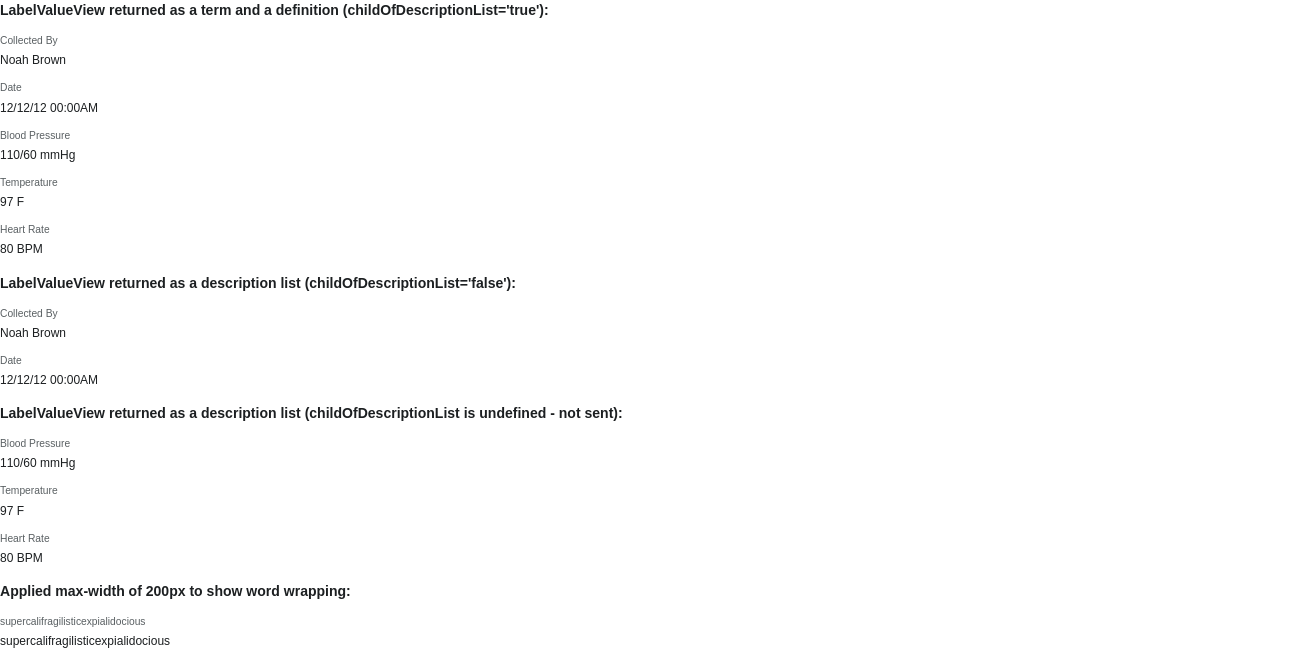 LabelValueView returned as a term and a definition (childOfDescriptionList='true'):
Collected By
Noah Brown
Date
12/12/12 00:00AM
Blood Pressure
110/60 mmHg
Temperature
97 F
Heart Rate
80 BPM
LabelValueView returned as a description list (childOfDescriptionList='false'):
Collected By
Noah Brown
Date
12/12/12 00:00AM
LabelValueView returned as a description list (childOfDescriptionList is undefined - not sent):
Blood Pressure
110/60 mmHg
Temperature
97 F
Heart Rate
80 BPM
Applied max-width of 200px to show word wrapping:
supercalifragilisticexpialidocious
supercalifragilisticexpialidocious